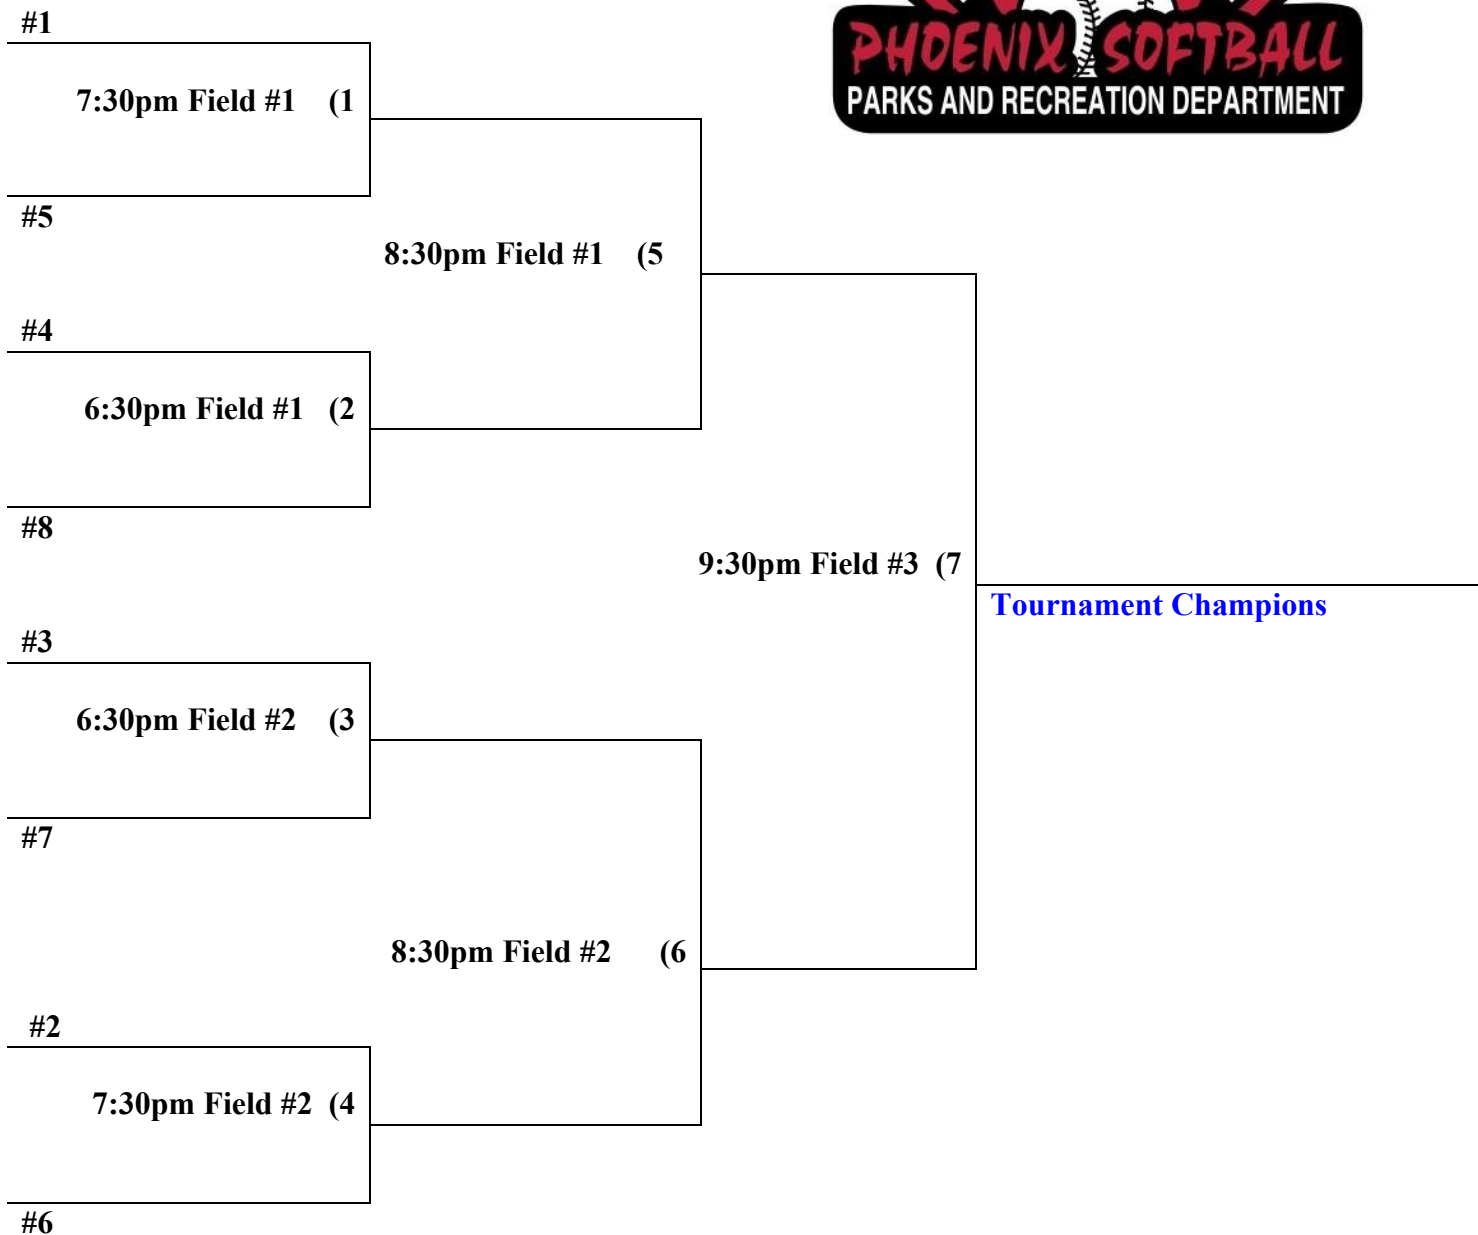 #1
PHOENIX SOFTBALL
7:30pm Field #1 (1
PARKS AND RECREATION DEPARTMENT
#5
8:30pm Field #1 (5
#4
6:30pm Field #1 (2
#8
9:30pm Field #3 (7
Tournament Champions
#3
6:30pm Field #2 (3
#7
8:30pm Field #2 (6
#2
7:30pm Field #2 (4
#6